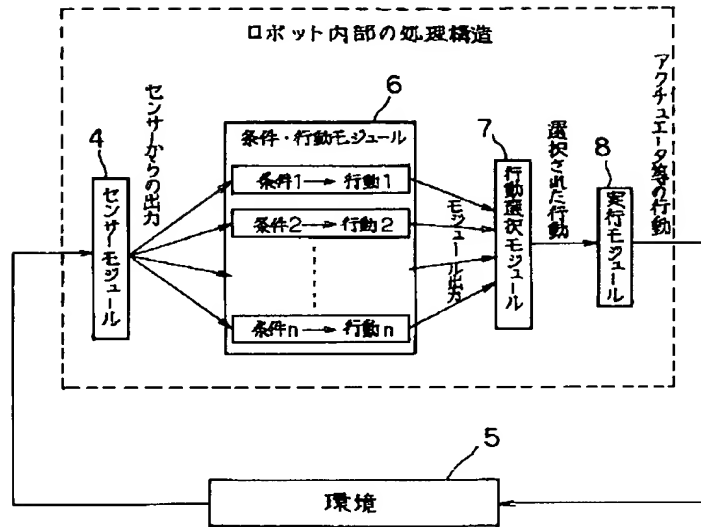 ロボット内部の処理構造
6
条件・行動モジュール
4
センサーモジュール
センサーからの出力
条件1→行動1
条件2→行動2
条件n→行動n
モジュール出力
7
行動選択モジュール
選択された行動
8
実行モジュール
アクチュエータ等の行動
5
環境